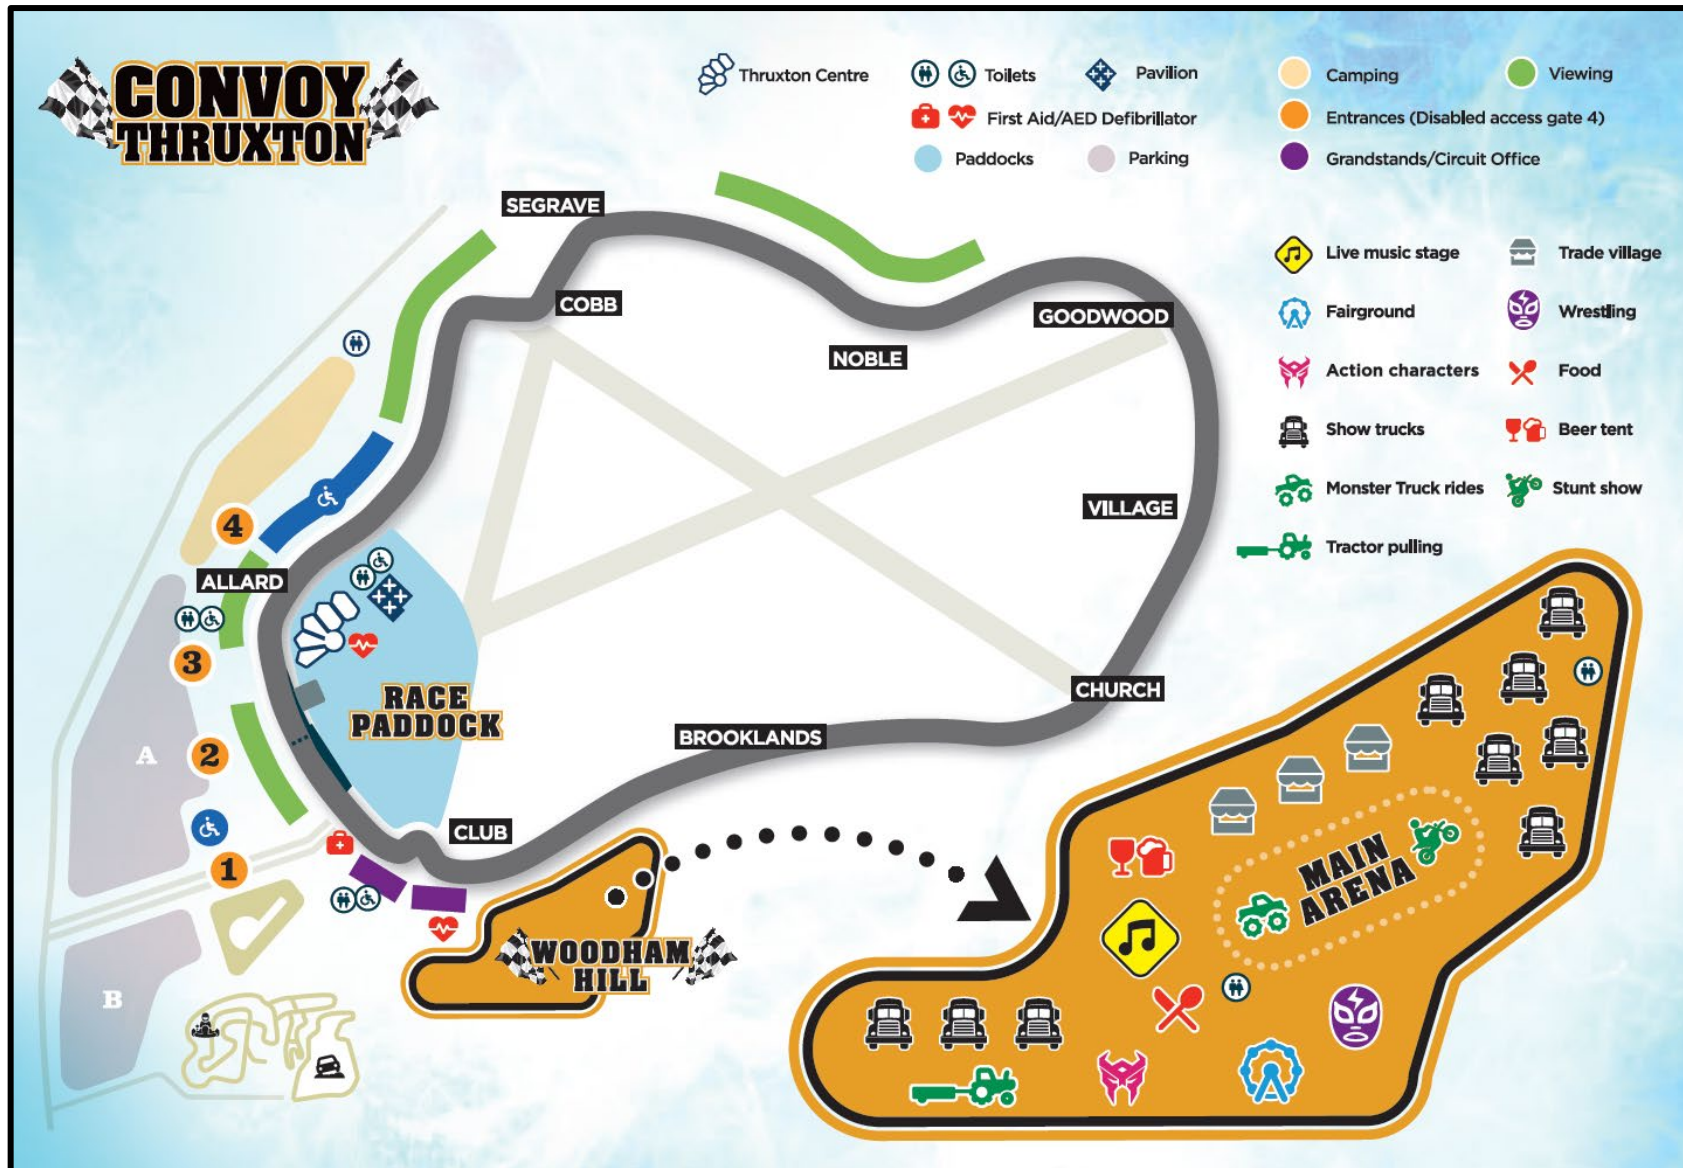 CONVOY
THRUXTON
Thruxton Centre
Toilets
Pavilion
Camping
Viewing
First Aid/AED Defibrillator
Entrances (Disabled access gate 4)
Paddocks
Parking
Grandstands/Circuit Office
Live music stage
Trade village
Fairground
Wrestling
Action characters
Food
Show trucks
Beer tent
Monster Truck rides
Stunt show
Tractor pulling
SEGRAVE
COBB
GOODWOOD
NOBLE
VILLAGE
4
ALLARD
3
RACE
PADDOCK
CHURCH
BROOKLANDS
A
2
CLUB
1
WOODHAM
HILL
B
MAIN
ARENA